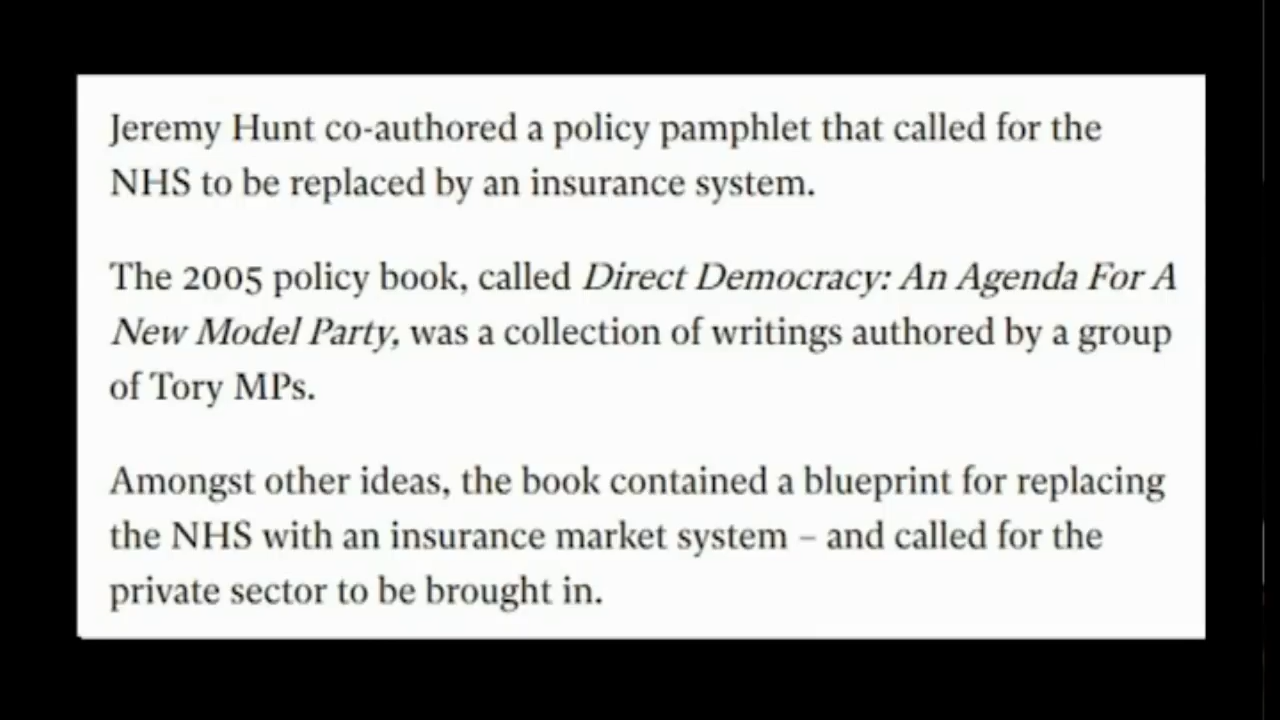 Jeremy Hunt co-authored a policy pamphlet that called for the
NHS to be replaced by an insurance system.
The 2005 policy book, called Direct Democracy: An Agenda For A
New Model Party, was a collection of writings authored by a group
of Tory MPs.
Amongst other ideas, the book contained a blueprint for replacing
the NHS with an insurance market system – and called for the
private sector to be brought in.